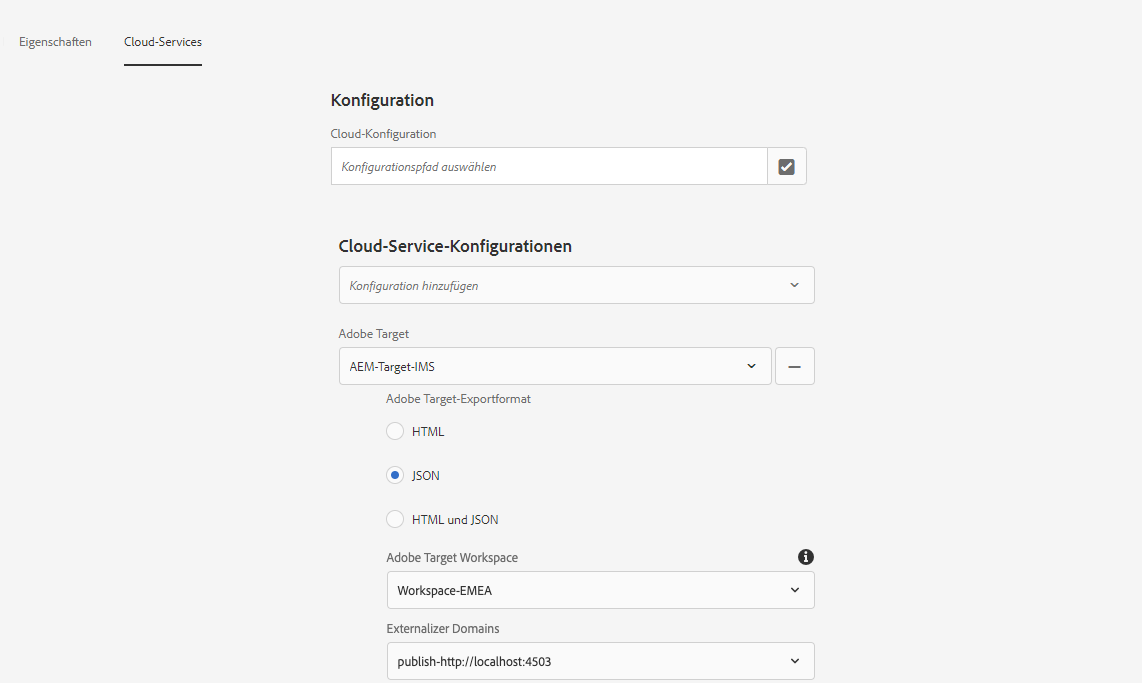 Eigenschaften
Cloud-Services
Konfiguration
Cloud-Konfiguration
Konfigurationspfad auswählen
Cloud-Service-Konfigurationen
Konfiguration hinzufügen
Adobe Target
AEM-Target-IMS
Adobe Target-Exportformat
HTML
JSON
HTML und JSON
Adobe Target Workspace
Workspace-EMEA
Externalizer Domains
publish-http://localhost:4503